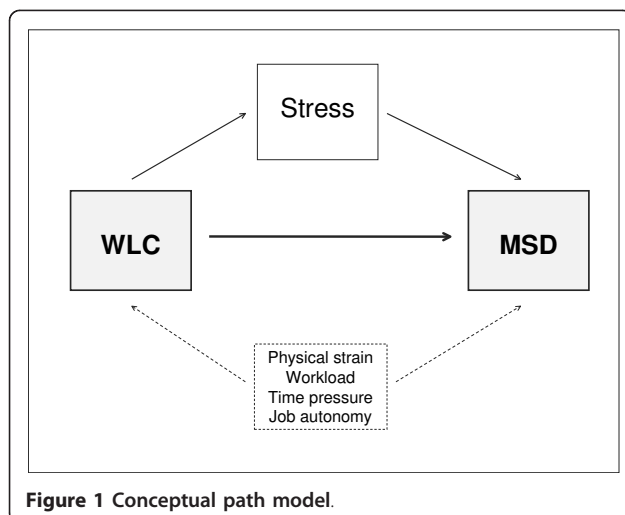 Stress
WLC
MSD
Physical strain
Workload
Time pressure
Job autonomy
Figure 1 Conceptual path model.